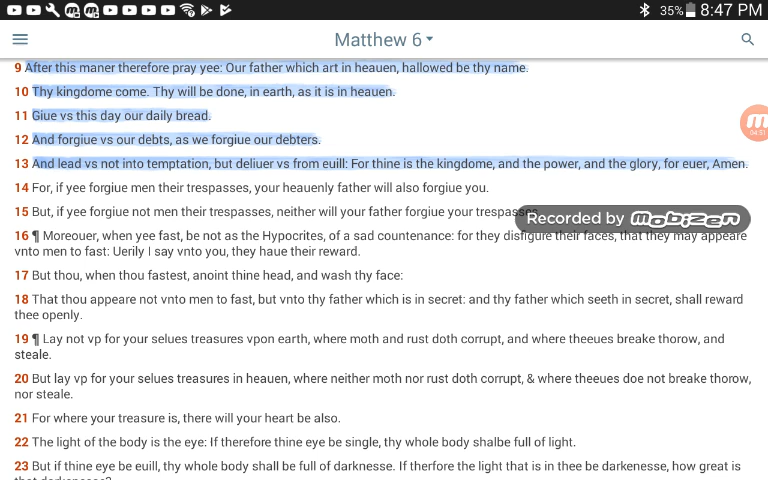 35% 8:47 PM
Matthew 6
9 After this maner therefore pray yee: Our father which art in heauen, hallowed be thy name.
10 Thy kingdome come. Thy will be done, in earth, as it is in heauen.
11 Giue vs this day our daily bread.
12 And forgiue vs our debts, as we forgiue our debters.
13 And lead vs not into temptation, but deliuer vs from euill: For thine is the kingdome, and the power, and the glory, for euer, Amen.
14 For, if yee forgiue men their trespasses, your heauenly father will also forgiue you.
15 But, if yee forgiue not men their trespasses, neither will your father forgiue your trespasses.
Recorded by Mobizen
16 ¶ Moreouer, when yee fast, be not as the Hypocrites, of a sad countenance: for they disfigure their faces, that they may appeare
vnto men to fast: Uerily I say vnto you, they haue their reward.
17 But thou, when thou fastest, anoint thine head, and wash thy face:
18 That thou appeare not vnto men to fast, but vnto thy father which is in secret: and thy father which seeth in secret, shall reward
thee openly.
19 ¶ Lay not vp for your selues treasures vpon earth, where moth and rust doth corrupt, and where theeues breake thorow, and
steale.
20 But lay vp for your selues treasures in heauen, where neither moth nor rust doth corrupt, & where theeues doe not breake thorow,
nor steale.
21 For where your treasure is, there will your heart be also.
22 The light of the body is the eye: If therefore thine eye be single, thy whole body shalbe full of light.
23 But if thine eye be euill, thy whole body shall be full of darknesse. If therfore the light that is in thee be darkenesse, how great is